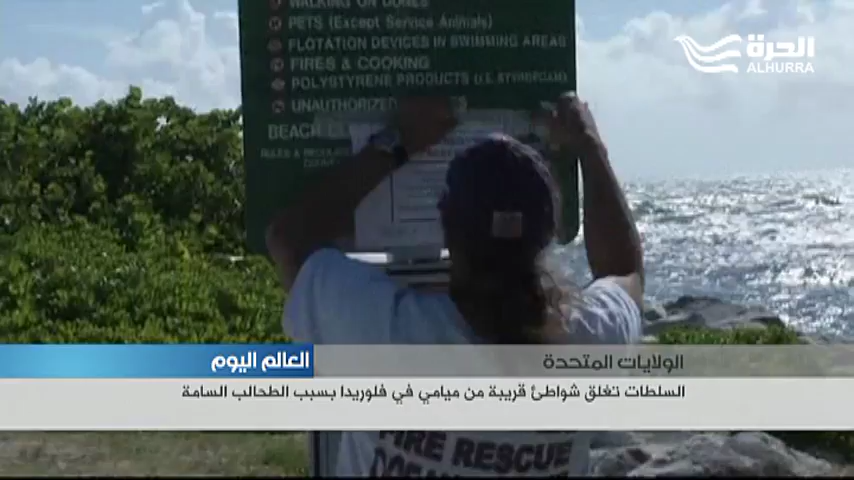 WALKING ON DUNES
PETS (Except Service Animals)
FLOTATION DEVICES IN SWIMMING AREAS
FIRES & COOKING
POLYSTYRENE PRODUCTS (I.E. STYROFOAM)
UNAUTHORIZED
BEACH
RULES &
الحرة
ALHURRA
العالم اليوم
الولايات المتحدة
السلطات تغلق شواطئ قريبة من ميامي في فلوريدا بسبب الطحالب السامة
FIRE RESCUE
OCEAN